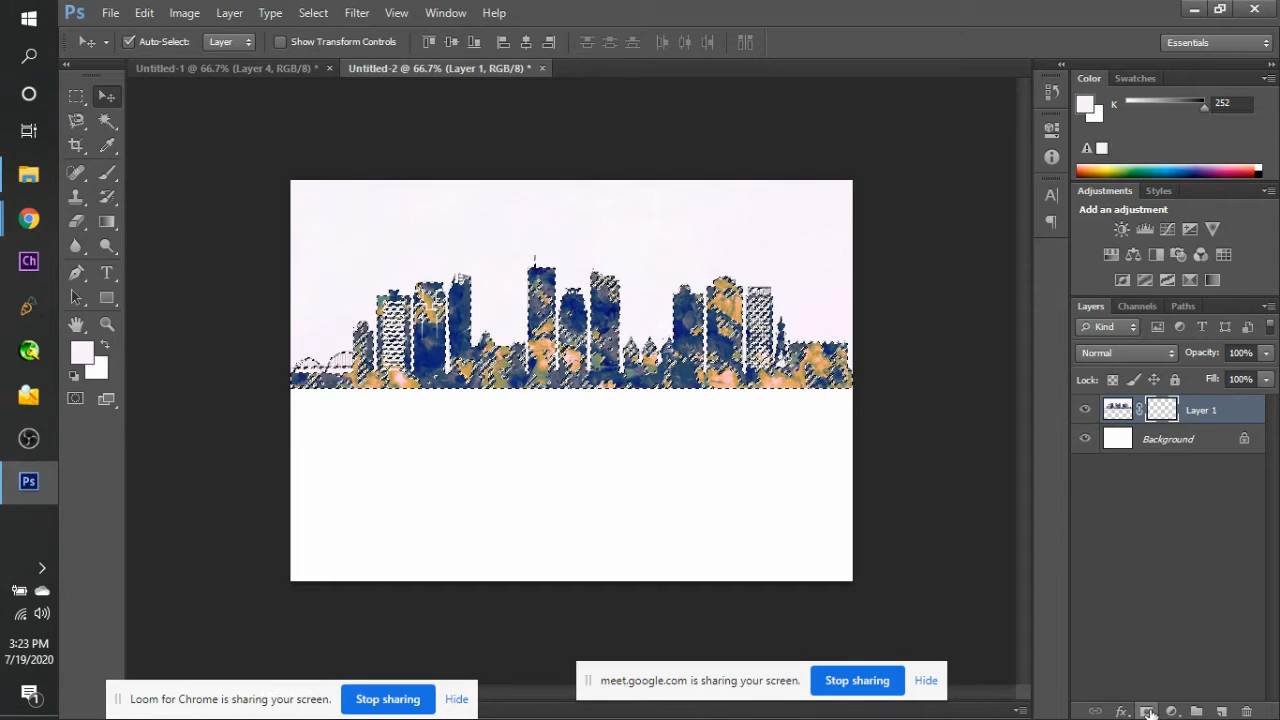 Ps File Edit Image Layer Type Select Filter View Window Help
Auto-Select: Layer Show Transform Controls Essentials
Untitled-1 @ 66.7% (Layer 4, RGB/8) * × Untitled-2 @ 66.7% (Layer 1, RGB/8) * ×
Color Swatches
K 252
Adjustments Styles
Add an adjustment
Layers Channels Paths
Kind
Normal Opacity: 100%
Lock: Fill: 100%
Layer 1
Background
T
A
Ch
Ps
3:23 PM
7/19/2020
1
Loom for Chrome is sharing your screen. Stop sharing Hide
meet.google.com is sharing your screen. Stop sharing Hide
fx